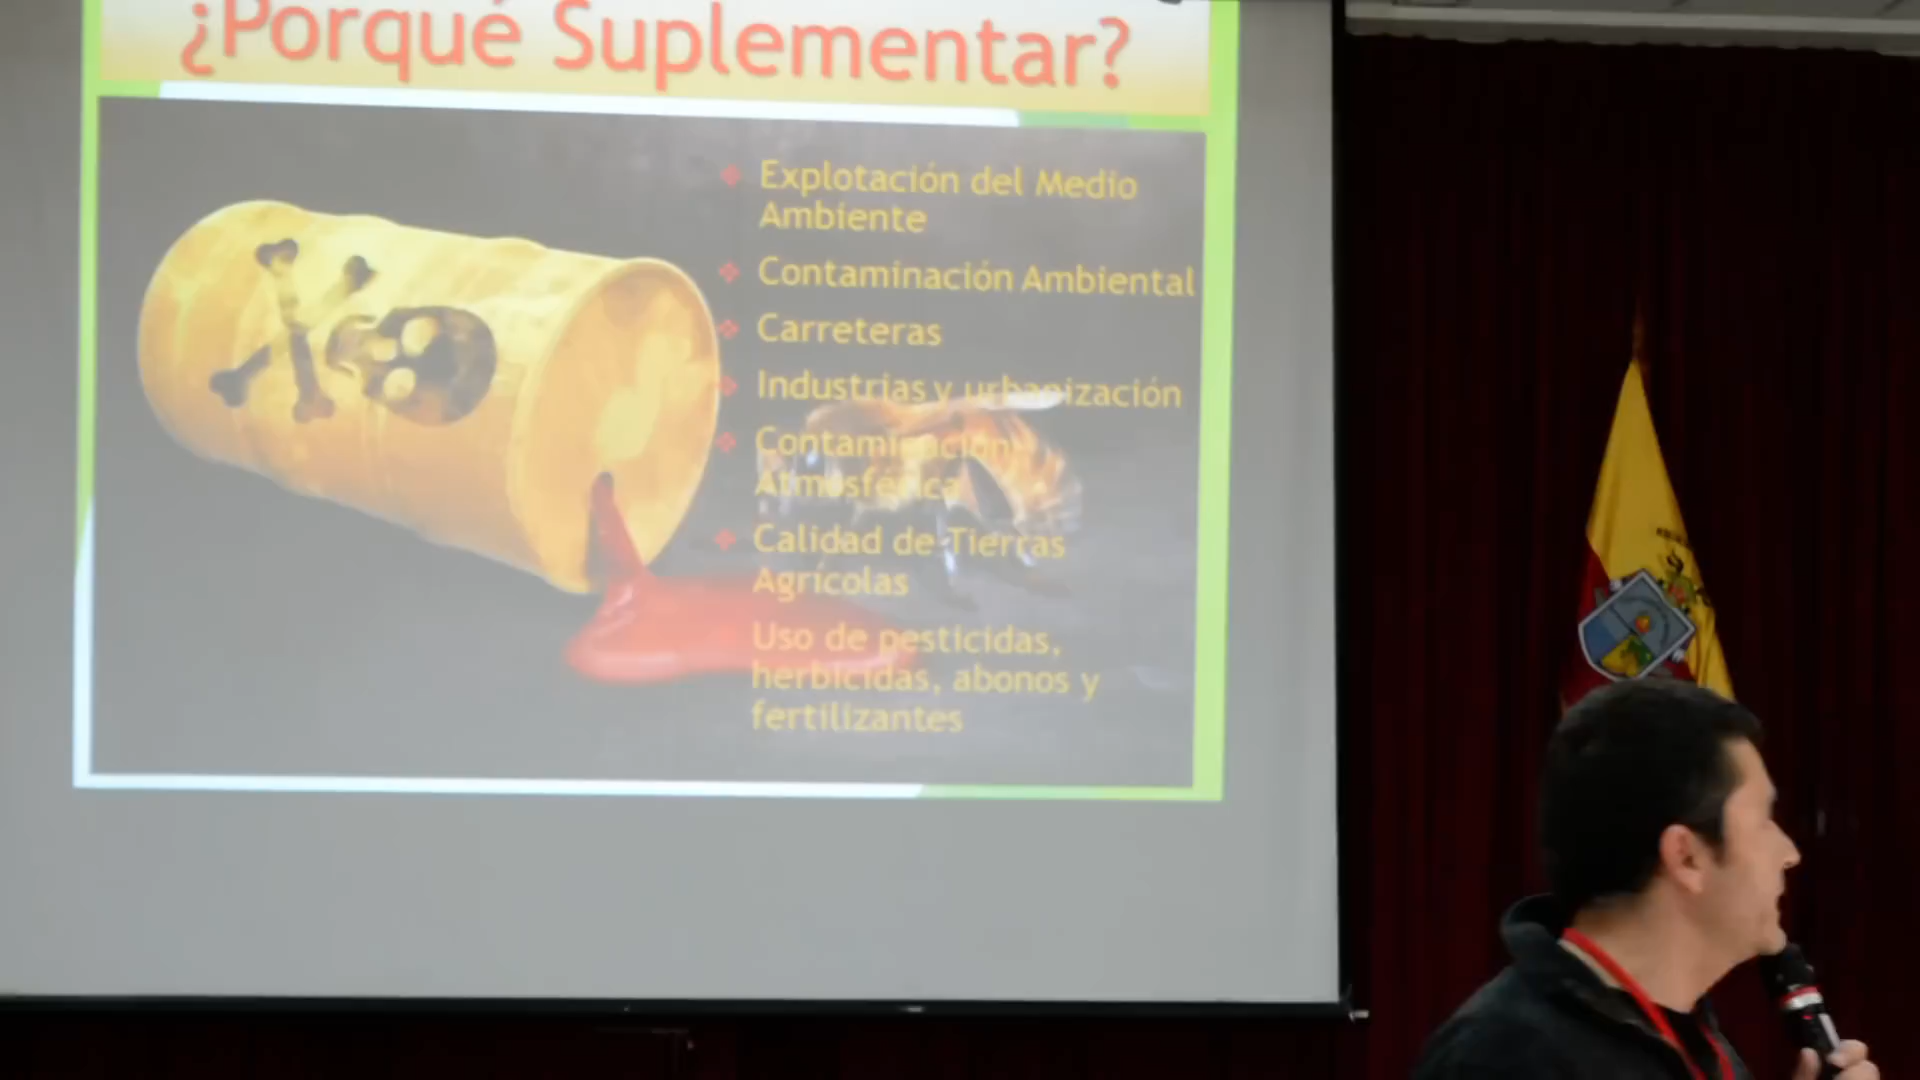 ¿Porqué Suplementar?
Explotación del Medio
Ambiente
Contaminación Ambiental
Carreteras
Industrias y urbanización
Contaminación
Atmosférica
Calidad de Tierras
Agrícolas
Uso de pesticidas,
herbicidas, abonos y
fertilizantes